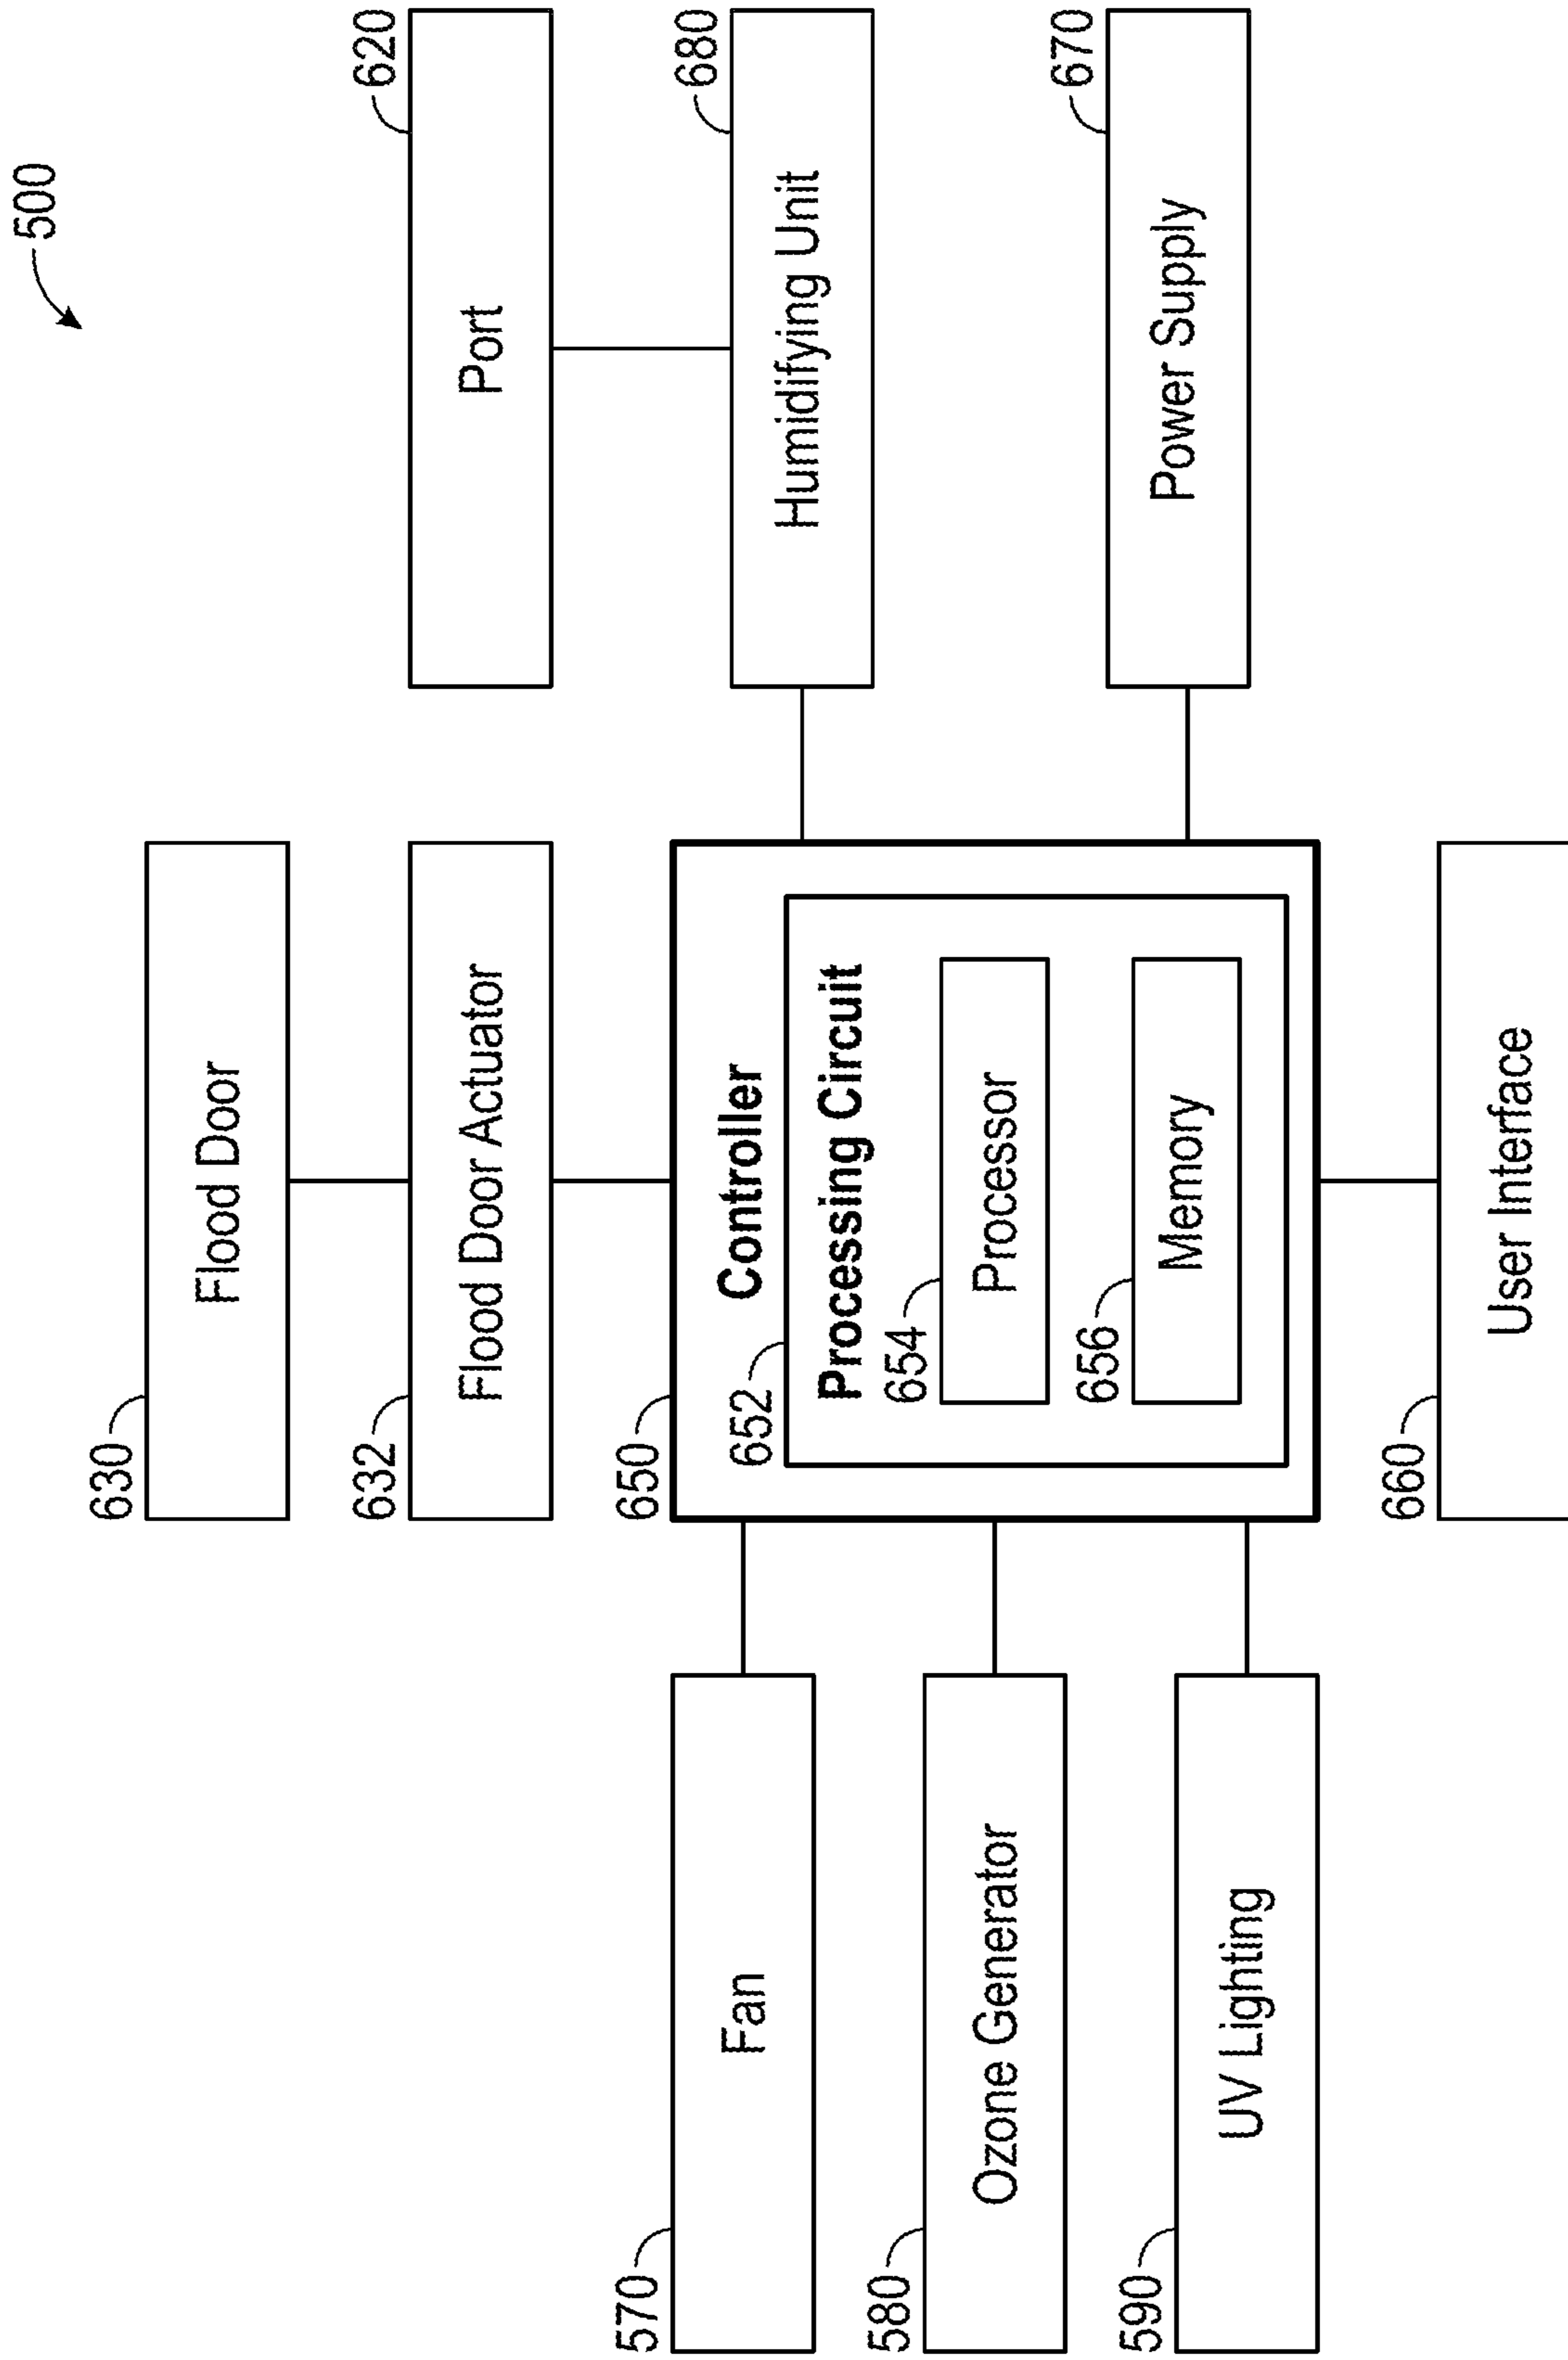 500
630
Flood Door
632
Flood Door Actuator
620
Port
570
Fan
650
Controller
652
Processing Circuit
654
Processor
656
Memory
680
Humidifying Unit
580
Ozone Generator
590
UV Lighting
670
Power Supply
660
User Interface